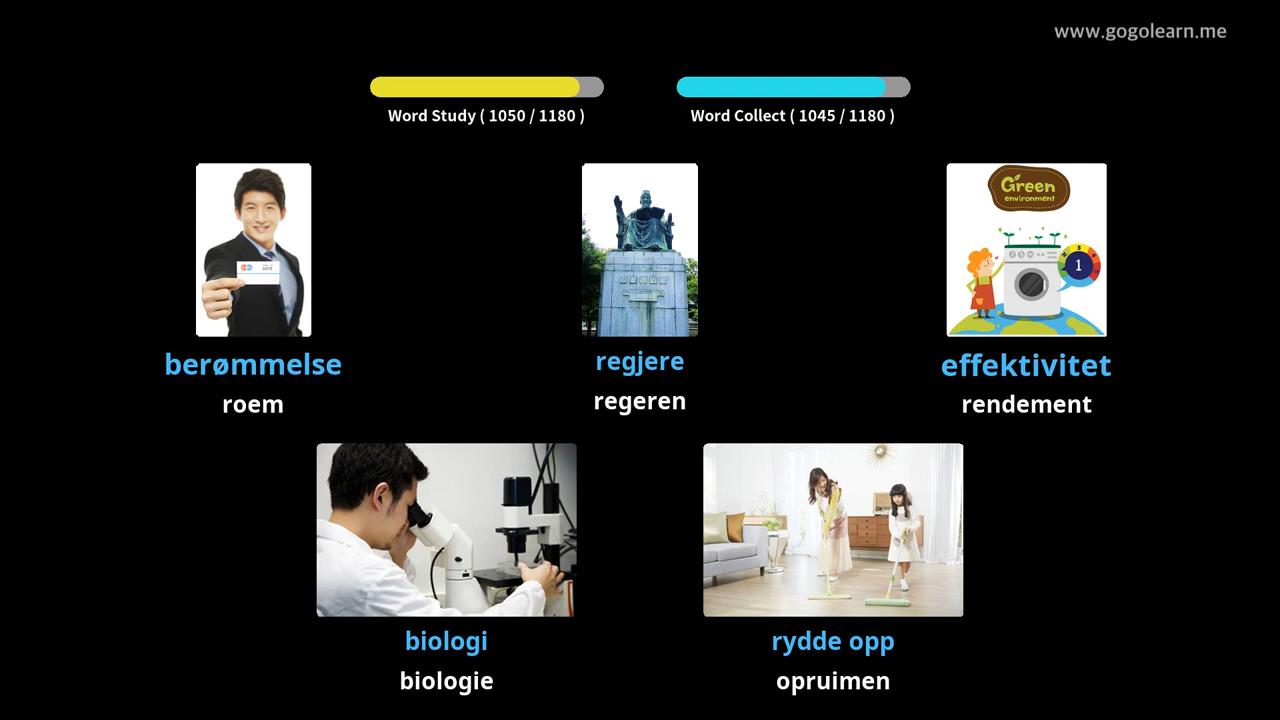 www.gogolearn.me
Word Study ( 1050 / 1180 )
Word Collect ( 1045 / 1180 )
Green
environment
1
berømmelse
regjere
effektivitet
roem
regeren
rendement
biologi
rydde opp
biologie
opruimen